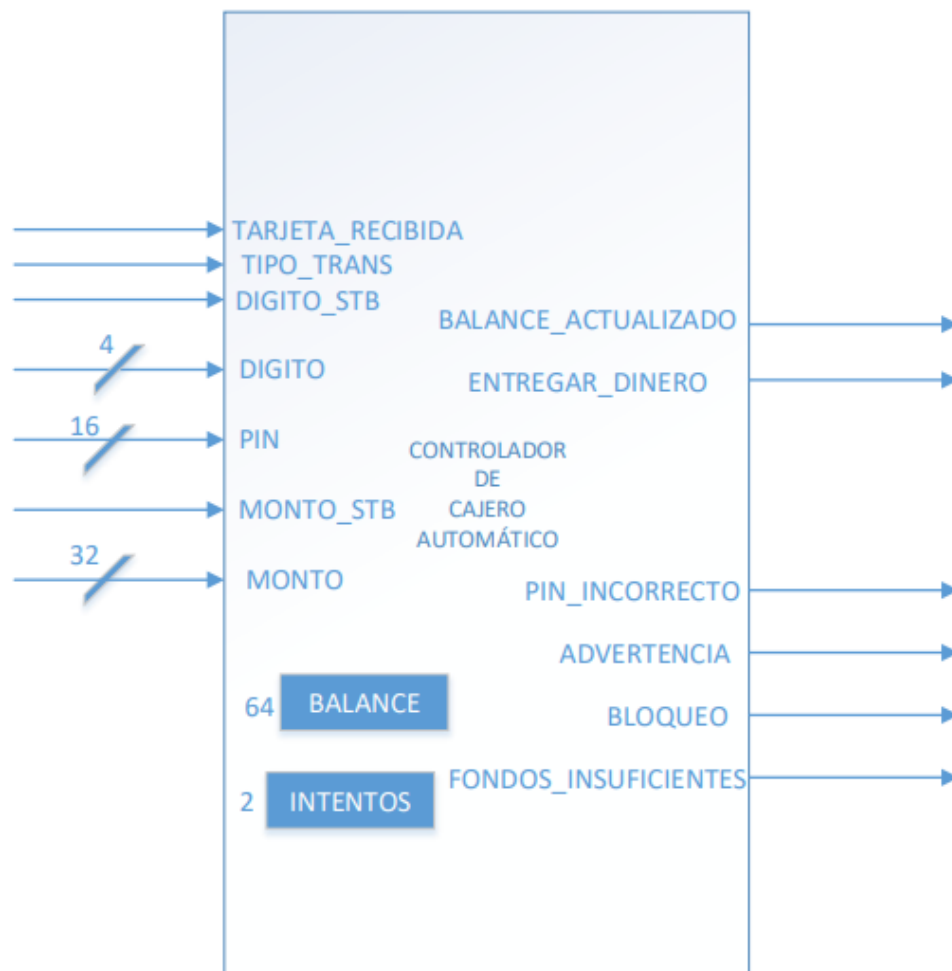 TARJETA_RECIBIDA
TIPO_TRANS
DIGITO_STB
BALANCE_ACTUALIZADO
4
DIGITO
ENTREGAR_DINERO
16
PIN
CONTROLADOR
DE
CAJERO
AUTOMÁTICO
MONTO_STB
32
MONTO
PIN_INCORRECTO
ADVERTENCIA
64
BALANCE
BLOQUEO
FONDOS_INSUFICIENTES
2
INTENTOS